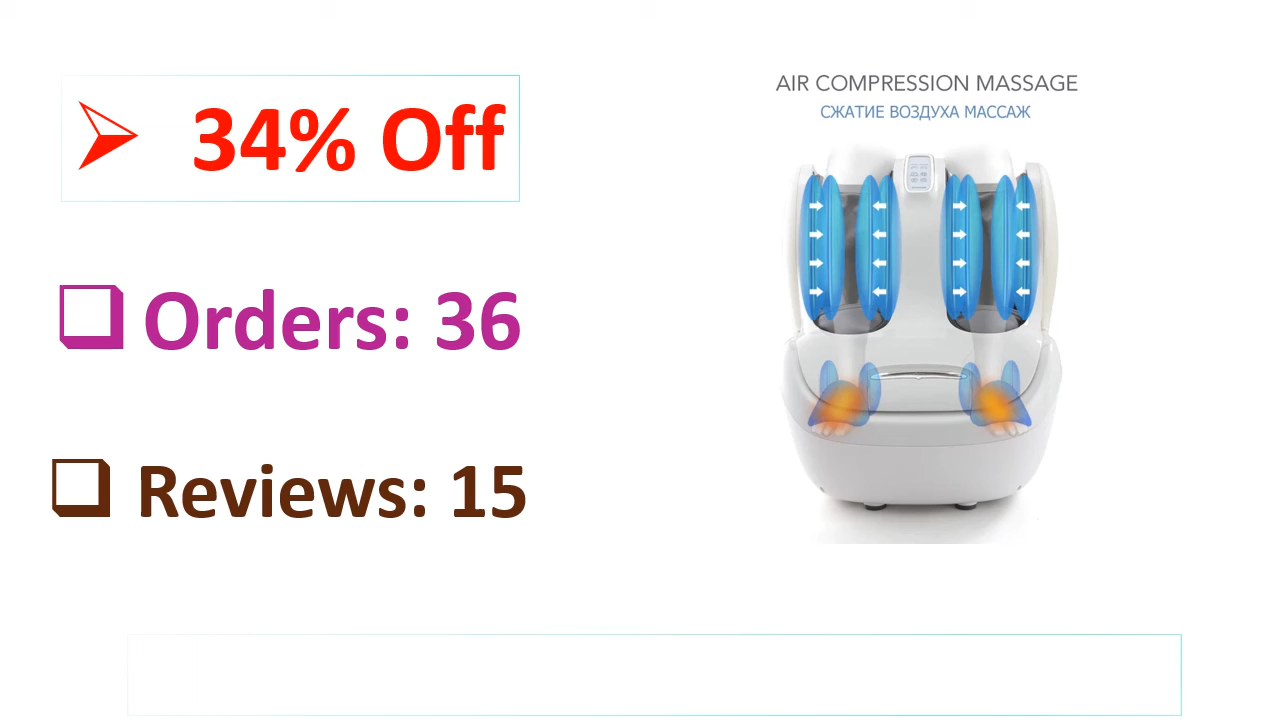 34% Off
Orders: 36
Reviews: 15
AIR COMPRESSION MASSAGE
СЖАТИЕ ВОЗДУХА МАССАЖ